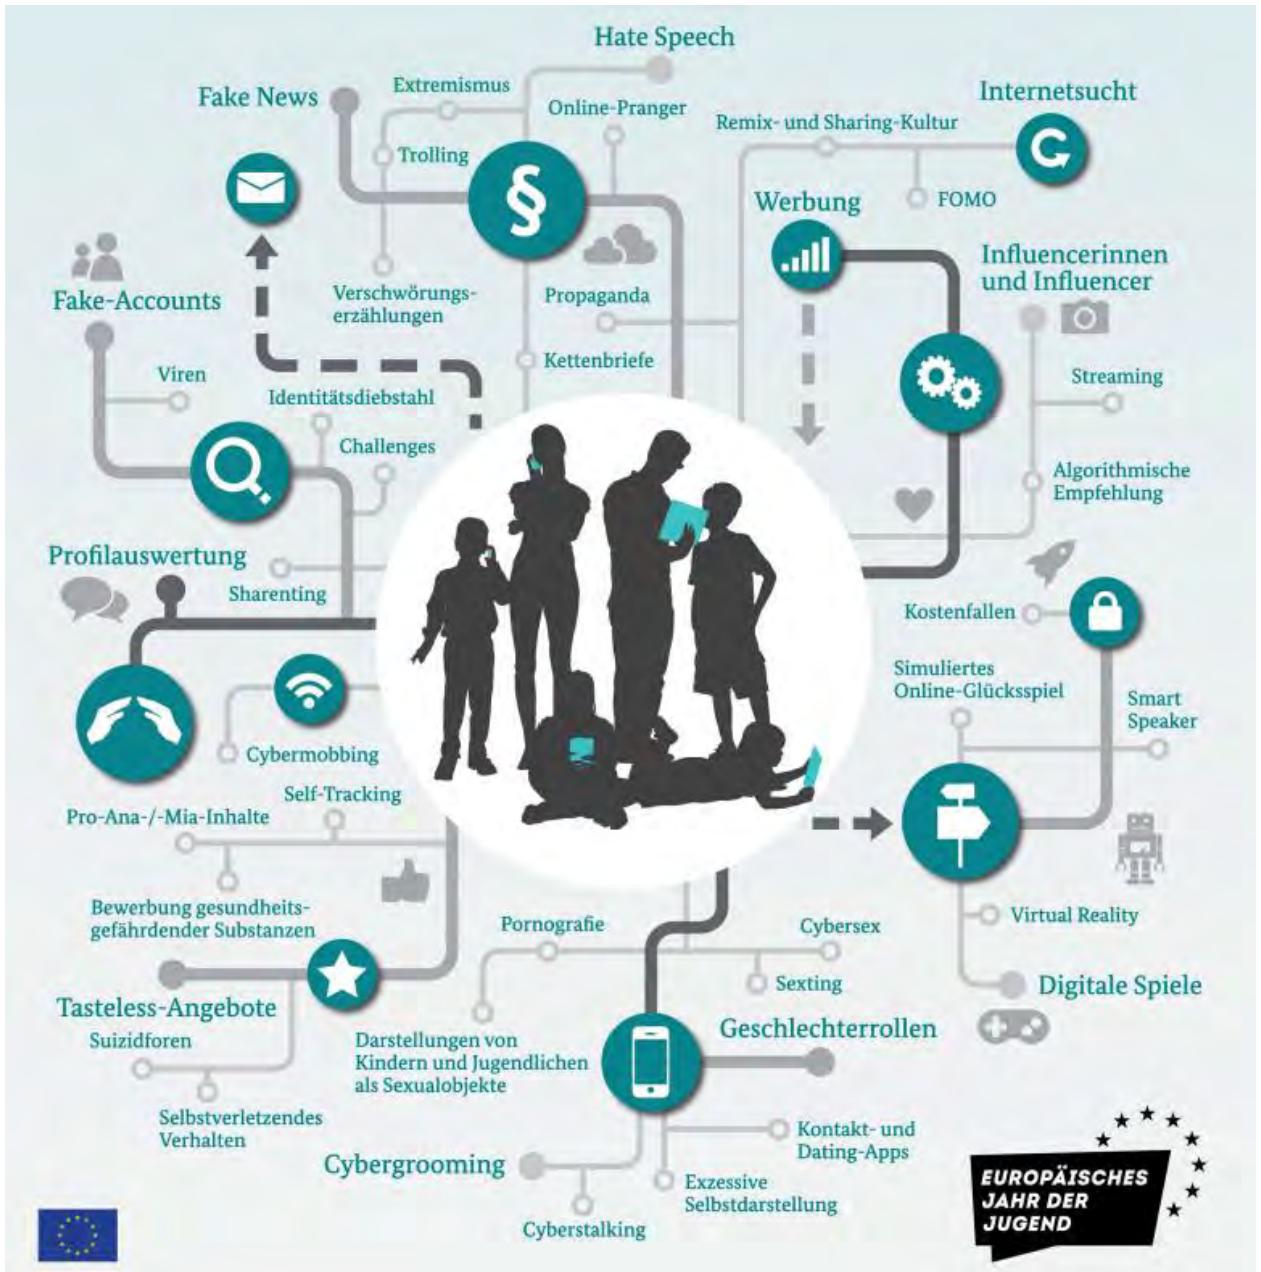 Hate Speech
Fake News
Extremismus
Online-Pranger
Internetsucht
Remix- und Sharing-Kultur
Trolling
§
Werbung
FOMO
Influencerinnen
und Influencer
Fake-Accounts
Verschwörungs-
erzählungen
Propaganda
Kettenbriefe
Viren
Identitätsdiebstahl
Streaming
Challenges
Algorithmische
Empfehlung
Profilauswertung
Sharenting
Kostenfallen
Simuliertes
Online-Glücksspiel
Smart
Speaker
Cybermobbing
Self-Tracking
Pro-Ana-/-Mia-Inhalte
Bewerbung gesundheits-
gefährdender Substanzen
Pornografie
Cybersex
Virtual Reality
Sexting
Digitale Spiele
Tasteless-Angebote
Geschlechterrollen
Suizidforen
Darstellungen von
Kindern und Jugendlichen
als Sexualobjekte
Selbstverletzendes
Verhalten
Kontakt- und
Dating-Apps
Cybergrooming
Exzessive
Selbstdarstellung
Cyberstalking
EUROPÄISCHES
JAHR DER
JUGEND